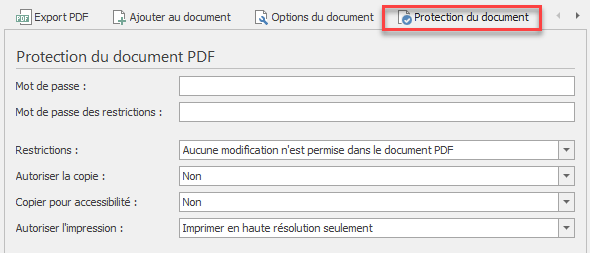 PDF Export PDF Ajouter au document Options du document Protection du document
Protection du document PDF
Mot de passe :
Mot de passe des restrictions :
Restrictions : Aucune modification n'est permise dans le document PDF
Autoriser la copie : Non
Copier pour accessibilité : Non
Autoriser l'impression : Imprimer en haute résolution seulement